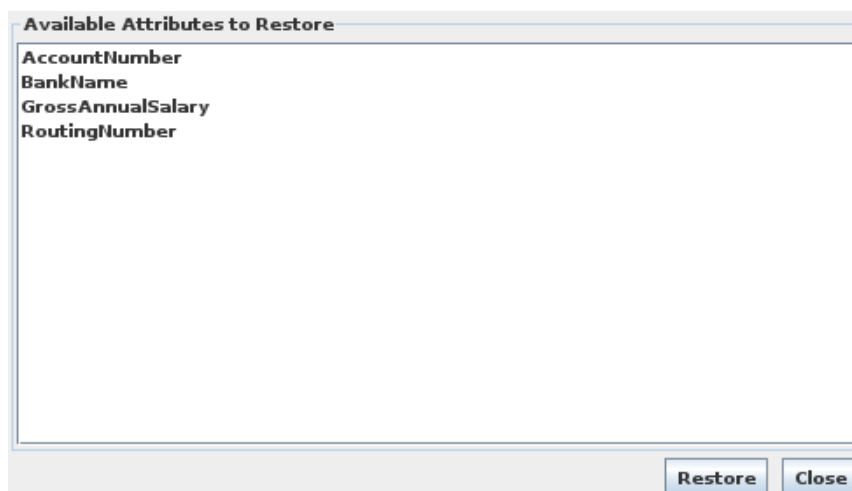 Available Attributes to Restore
AccountNumber
BankName
GrossAnnualSalary
RoutingNumber
Restore Close